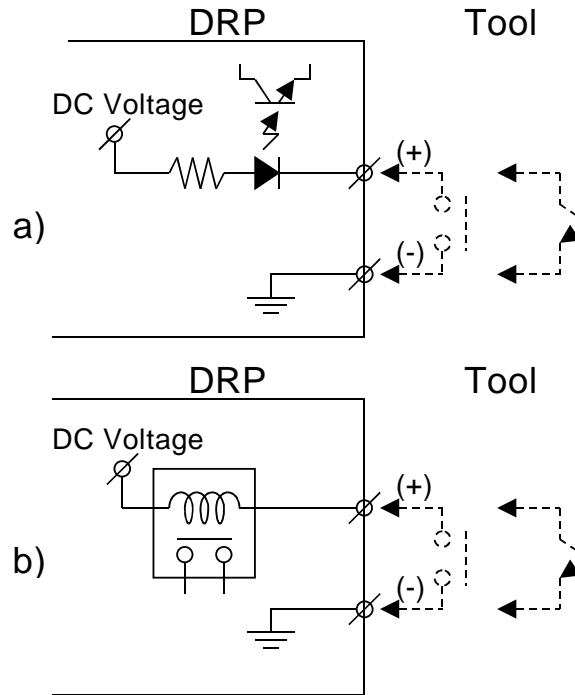 DRP Tool
DC Voltage
(+)
a)
(-)
DRP Tool
DC Voltage
(+)
b)
(-)